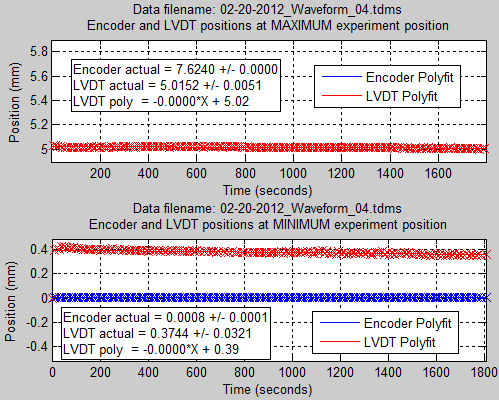 Data filename: 02-20-2012_Waveform_04.tdms
Encoder and LVDT positions at MAXIMUM experiment position
5.8
5.6
5.4
5.2
5
Position (mm)
Encoder actual = 7.6240 +/- 0.0000
LVDT actual = 5.0152 +/- 0.0051
LVDT poly = -0.0000*X + 5.02
Encoder Polyfit
LVDT Polyfit
200 400 600 800 1000 1200 1400 1600
Time (seconds)
Data filename: 02-20-2012_Waveform_04.tdms
Encoder and LVDT positions at MINIMUM experiment position
0.4
0.2
0
-0.2
-0.4
Position (mm)
Encoder actual = 0.0008 +/- 0.0001
LVDT actual = 0.3744 +/- 0.0321
LVDT poly = -0.0000*X + 0.39
Encoder Polyfit
LVDT Polyfit
0 200 400 600 800 1000 1200 1400 1600 1800
Time (seconds)